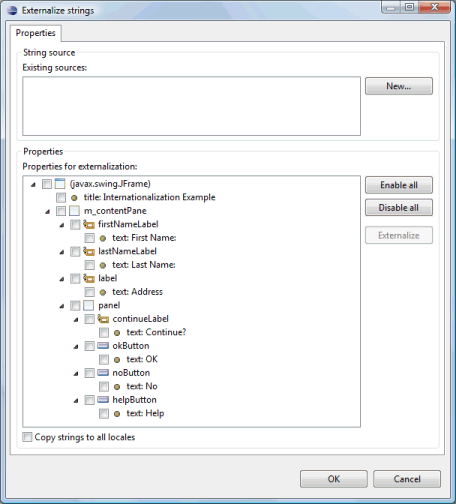 Externalize strings
Properties
String source
Existing sources:
New...
Properties
Properties for externalization:
(javax.swing.JFrame)
title: Internationalization Example
m_contentPane
firstNameLabel
text: First Name:
lastNameLabel
text: Last Name:
label
text: Address
panel
continueLabel
text: Continue?
okButton
text: OK
noButton
text: No
helpButton
text: Help
Enable all
Disable all
Externalize
Copy strings to all locales
OK
Cancel